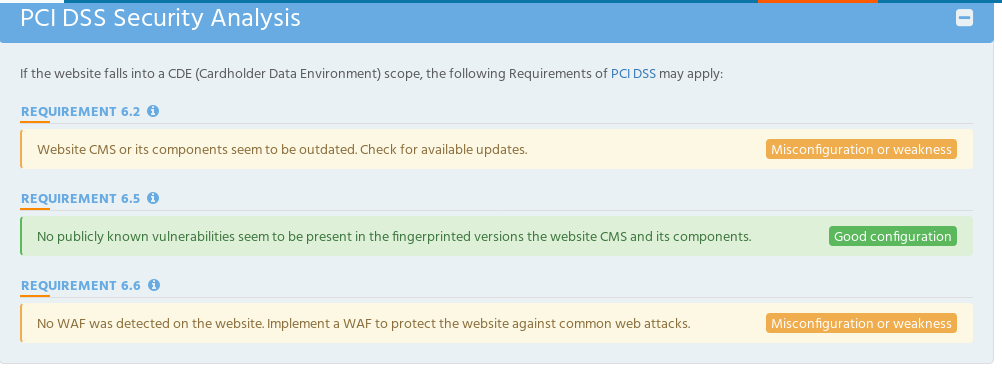 PCI DSS Security Analysis
If the website falls into a CDE (Cardholder Data Environment) scope, the following Requirements of PCI DSS may apply:
REQUIREMENT 6.2
Website CMS or its components seem to be outdated. Check for available updates. Misconfiguration or weakness
REQUIREMENT 6.5
No publicly known vulnerabilities seem to be present in the fingerprinted versions the website CMS and its components. Good configuration
REQUIREMENT 6.6
No WAF was detected on the website. Implement a WAF to protect the website against common web attacks. Misconfiguration or weakness